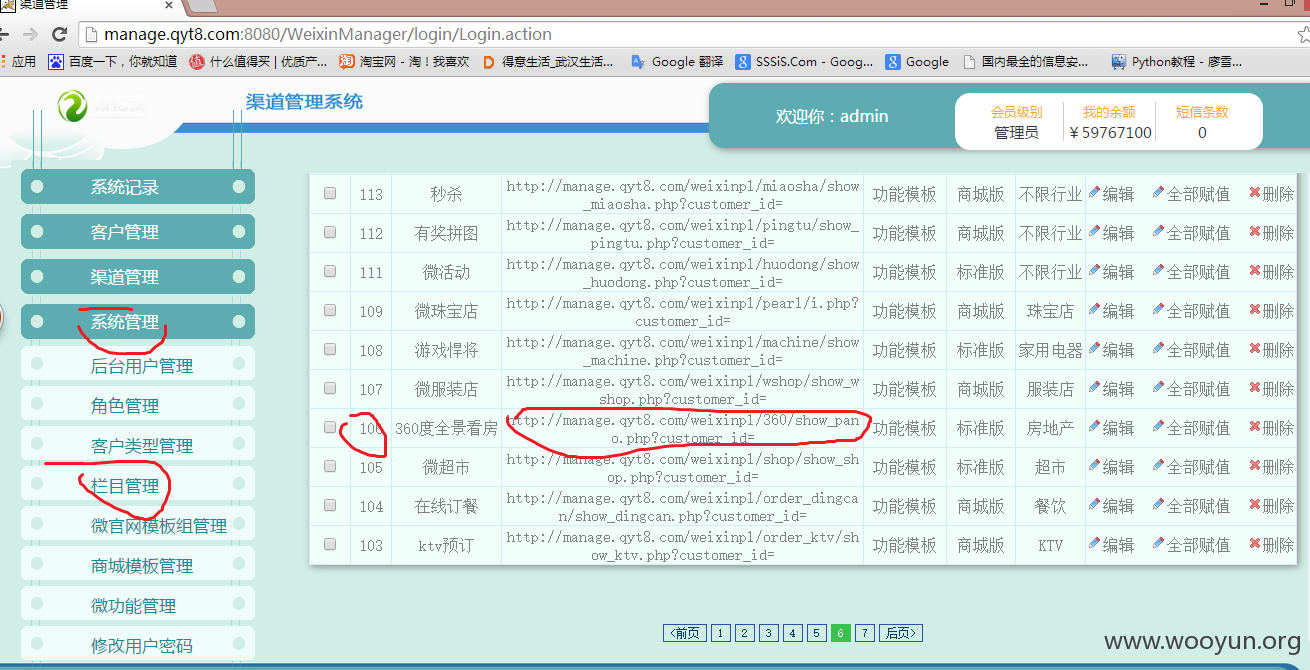 渠道管理
manage.qyt8.com:8080/WeixinManager/login/Login.action
应用 百度一下，你就知道 什么值得买 | 优质产... 淘宝网 - 淘！我喜欢 得意生活_武汉生活... Google 翻译 SSSiS.Com - Goog... Google 国内最全的信息安... Python教程 - 廖雪...
渠道管理系统
欢迎你：admin
会员级别 我的余额 短信条数
管理员 ¥59767100 0
系统记录
客户管理
渠道管理
系统管理
后台用户管理
角色管理
客户类型管理
栏目管理
微官网模板组管理
商城模板管理
微功能管理
修改用户密码
113 秒杀 http://manage.qyt8.com/weixinpl/miaosha/show
_miaosha.php?customer_id= 功能模板 商城版 不限行业 编辑 全部赋值 删除
112 有奖拼图 http://manage.qyt8.com/weixinpl/pingtu/show_
pingtu.php?customer_id= 功能模板 商城版 不限行业 编辑 全部赋值 删除
111 微活动 http://manage.qyt8.com/weixinpl/huodong/show
_huodong.php?customer_id= 功能模板 标准版 不限行业 编辑 全部赋值 删除
109 微珠宝店 http://manage.qyt8.com/weixinpl/pearl/i.php?
customer_id= 功能模板 商城版 珠宝店 编辑 全部赋值 删除
108 游戏悍将 http://manage.qyt8.com/weixinpl/machine/show
_machine.php?customer_id= 功能模板 标准版 家用电器 编辑 全部赋值 删除
107 微服装店 http://manage.qyt8.com/weixinpl/wshop/show_w
shop.php?customer_id= 功能模板 商城版 服装店 编辑 全部赋值 删除
106 360度全景看房 http://manage.qyt8.com/weixinpl/360/show_pan
o.php?customer_id= 功能模板 标准版 房地产 编辑 全部赋值 删除
105 微超市 http://manage.qyt8.com/weixinpl/shop/show_sh
op.php?customer_id= 功能模板 标准版 超市 编辑 全部赋值 删除
104 在线订餐 http://manage.qyt8.com/weixinpl/order_dingca
n/show_dingcan.php?customer_id= 功能模板 商城版 餐饮 编辑 全部赋值 删除
103 ktv预订 http://manage.qyt8.com/weixinpl/order_ktv/sh
ow_ktv.php?customer_id= 功能模板 商城版 KTV 编辑 全部赋值 删除
<前页 1 2 3 4 5 6 7 后页>
www.wooyun.org